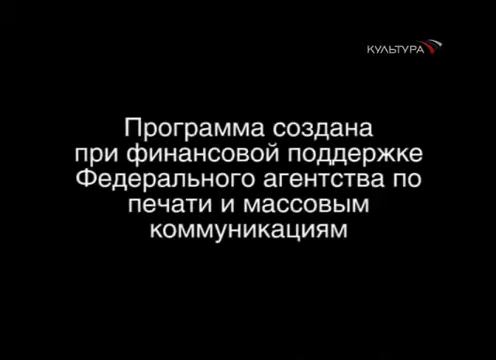 КУЛЬТУРА
Программа создана
при финансовой поддержке
Федерального агентства по
печати и массовым
коммуникациям